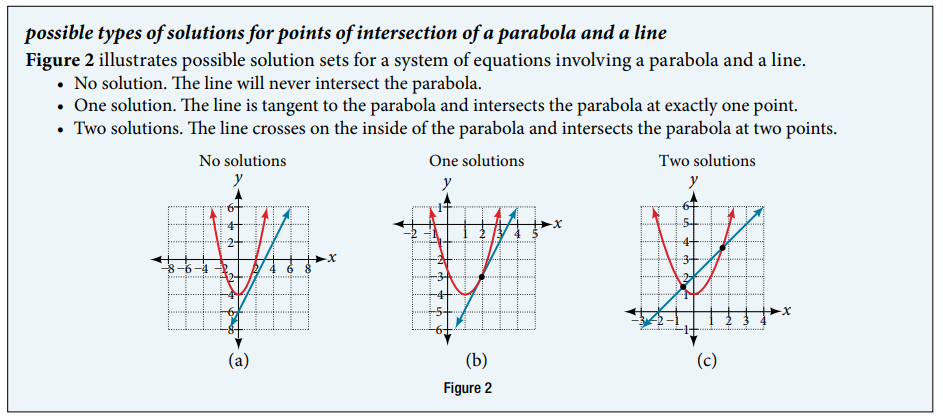 possible types of solutions for points of intersection of a parabola and a line
Figure 2 illustrates possible solution sets for a system of equations involving a parabola and a line.
• No solution. The line will never intersect the parabola.
• One solution. The line is tangent to the parabola and intersects the parabola at exactly one point.
• Two solutions. The line crosses on the inside of the parabola and intersects the parabola at two points.
No solutions
y
6
4
2
x
-8 -6 -4 -2 2 4 6 8
-2
-4
-6
-8
(a)
One solutions
y
1
x
-2 -1 1 2 3 4 5
-1
-2
-3
-4
-5
-6
(b)
Two solutions
y
6
5
4
3
2
1
x
-3 -2 -1 1 2 3 4
-1
(c)
Figure 2